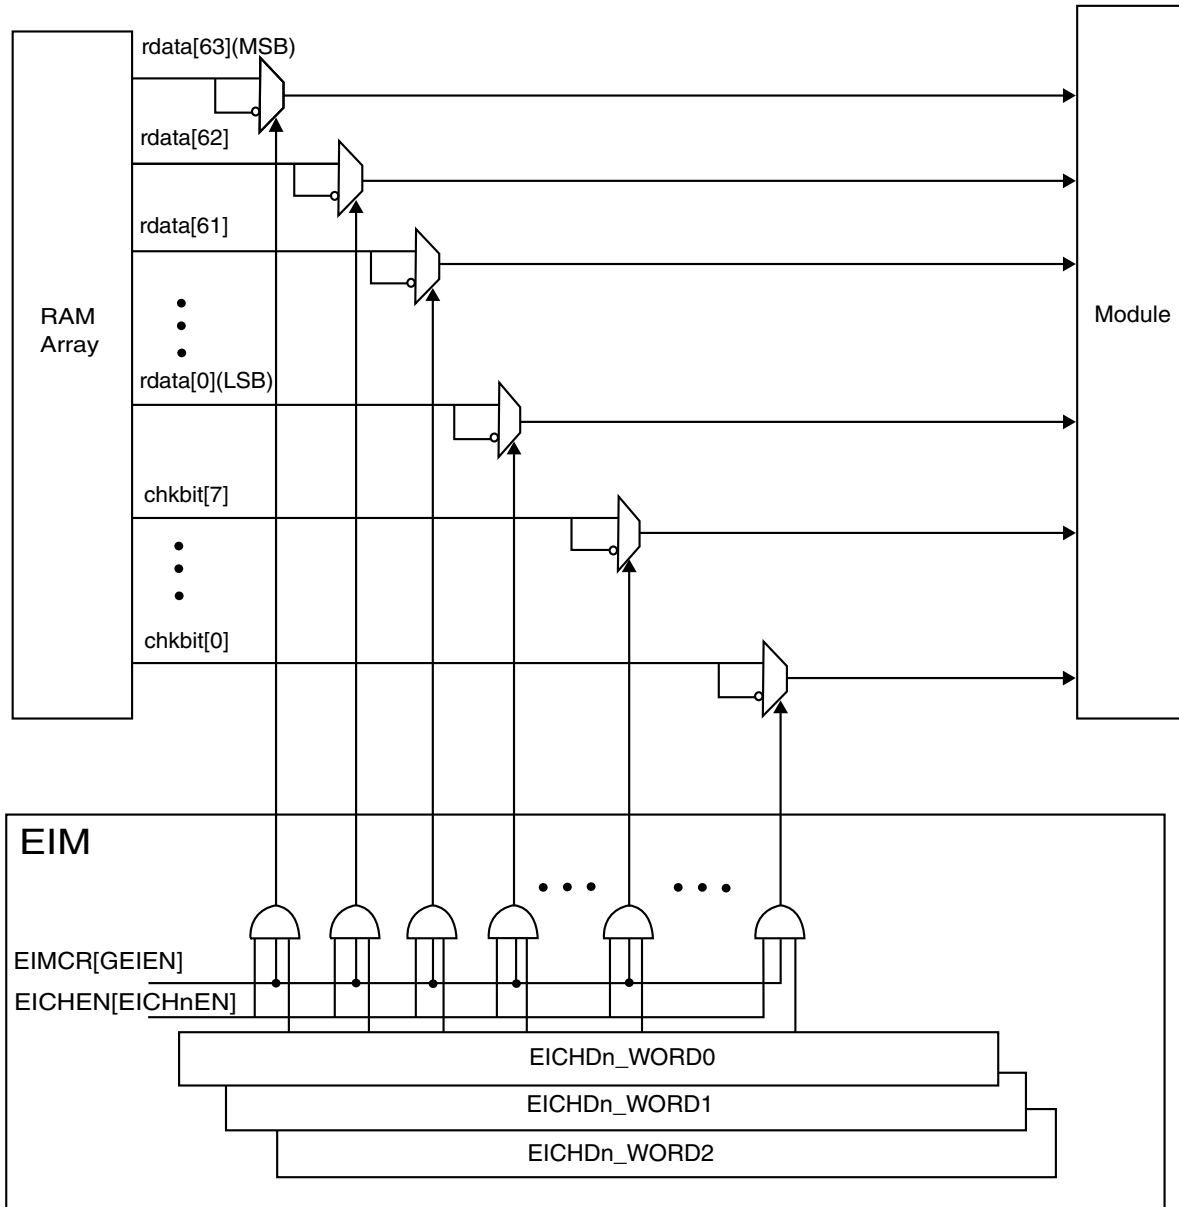 rdata[63](MSB)
rdata[62]
rdata[61]
RAM
Array
Module
rdata[0](LSB)
chkbit[7]
chkbit[0]
EIM
EIMCR[GEIEN]
EICHEN[EICHnEN]
EICHDn_WORD0
EICHDn_WORD1
EICHDn_WORD2